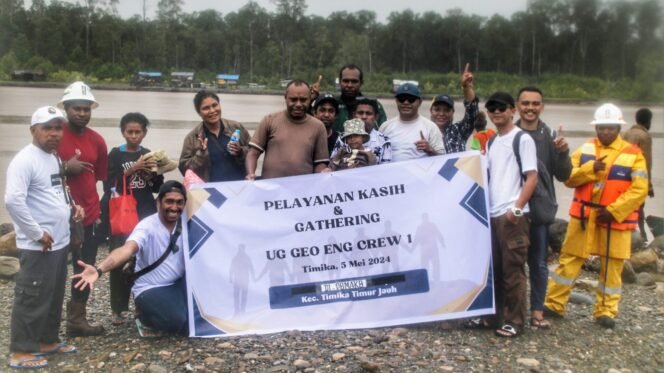 PELAYANAN KASIH
&
GATHERING
UG GEO ENG CREW 1
Timika, 5 Mei 2024
Kec. Timika Timur Jauh